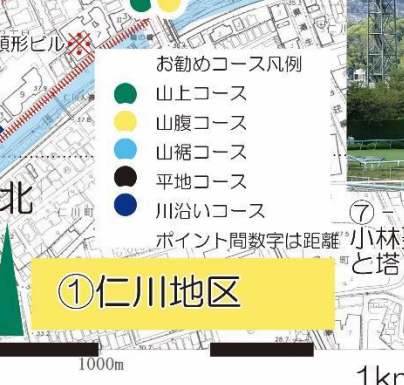 頭形ビル※
お勧めコース凡例
山上コース
山腹コース
山裾コース
平地コース
川沿いコース
ポイント間数字は距離
北
仁川町
⑦
小林
と塔
①仁川地区
1000m
1km